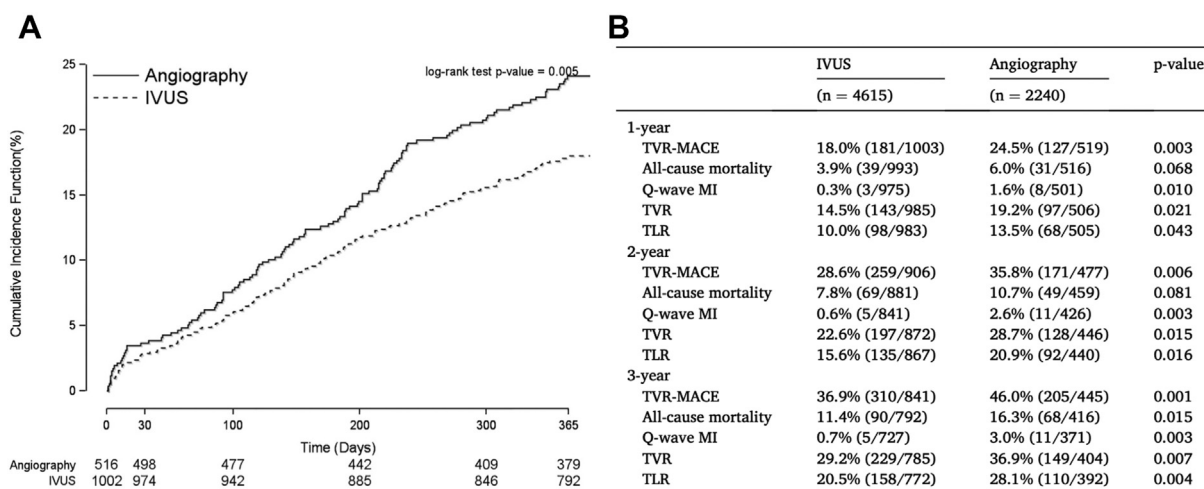 A
25
20
15
10
5
0
Cumulative Incidence Function(%)
Angiography
IVUS
log-rank test p-value = 0.005
0 30 100 200 300 365
Time (Days)
Angiography 516 498 477 442 409 379
IVUS 1002 974 942 885 846 792
B
IVUS Angiography p-value
(n = 4615) (n = 2240)
1-year
TVR-MACE 18.0% (181/1003) 24.5% (127/519) 0.003
All-cause mortality 3.9% (39/993) 6.0% (31/516) 0.068
Q-wave MI 0.3% (3/975) 1.6% (8/501) 0.010
TVR 14.5% (143/985) 19.2% (97/506) 0.021
TLR 10.0% (98/983) 13.5% (68/505) 0.043
2-year
TVR-MACE 28.6% (259/906) 35.8% (171/477) 0.006
All-cause mortality 7.8% (69/881) 10.7% (49/459) 0.081
Q-wave MI 0.6% (5/841) 2.6% (11/426) 0.003
TVR 22.6% (197/872) 28.7% (128/446) 0.015
TLR 15.6% (135/867) 20.9% (92/440) 0.016
3-year
TVR-MACE 36.9% (310/841) 46.0% (205/445) 0.001
All-cause mortality 11.4% (90/792) 16.3% (68/416) 0.015
Q-wave MI 0.7% (5/727) 3.0% (11/371) 0.003
TVR 29.2% (229/785) 36.9% (149/404) 0.007
TLR 20.5% (158/772) 28.1% (110/392) 0.004